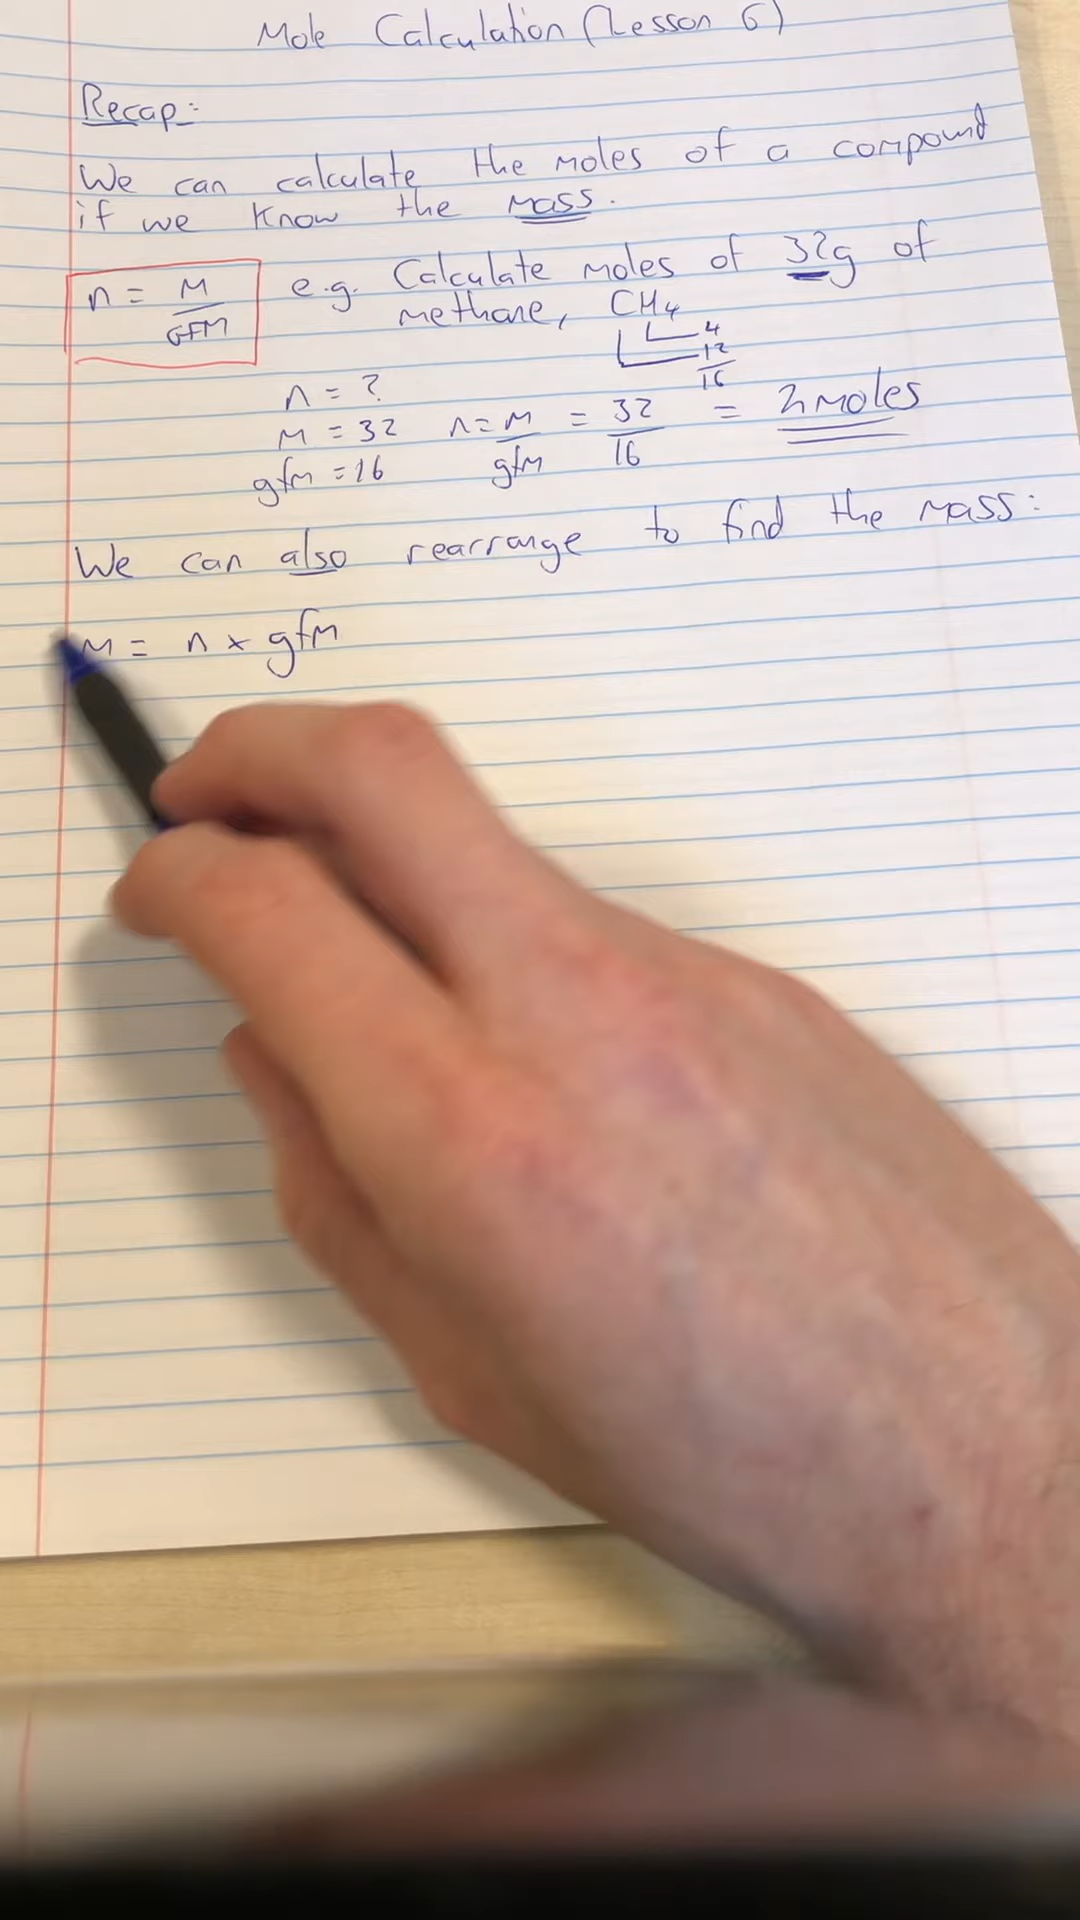 Mole Calculation (Lesson 6)
Recap:
We can calculate the moles of a compound
if we know the mass.
n = m/GFM
e.g. Calculate moles of 32g of
methane, CH4
4
12
16
n = ?
m = 32
gfm = 16
n = m/gfm = 32/16 = 2 moles
We can also rearrange to find the mass:
m = n x gfm